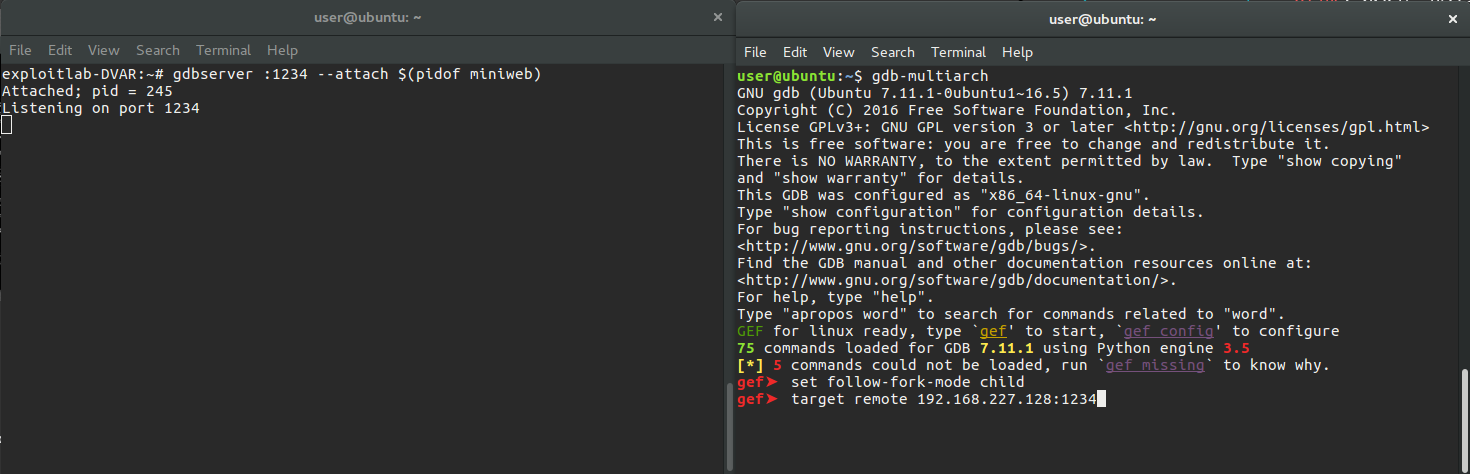 user@ubuntu: ~
File Edit View Search Terminal Help
exploitlab-DVAR:~# gdbserver :1234 --attach $(pidof miniweb)
Attached; pid = 245
Listening on port 1234
user@ubuntu: ~
File Edit View Search Terminal Help
user@ubuntu:~$ gdb-multiarch
GNU gdb (Ubuntu 7.11.1-0ubuntu1~16.5) 7.11.1
Copyright (C) 2016 Free Software Foundation, Inc.
License GPLv3+: GNU GPL version 3 or later <http://gnu.org/licenses/gpl.html>
This is free software: you are free to change and redistribute it.
There is NO WARRANTY, to the extent permitted by law.  Type "show copying"
and "show warranty" for details.
This GDB was configured as "x86_64-linux-gnu".
Type "show configuration" for configuration details.
For bug reporting instructions, please see:
<http://www.gnu.org/software/gdb/bugs/>.
Find the GDB manual and other documentation resources online at:
<http://www.gnu.org/software/gdb/documentation/>.
For help, type "help".
Type "apropos word" to search for commands related to "word".
GEF for linux ready, type `gef' to start, `gef config' to configure
75 commands loaded for GDB 7.11.1 using Python engine 3.5
[*] 5 commands could not be loaded, run `gef missing` to know why.
gef➤  set follow-fork-mode child
gef➤  target remote 192.168.227.128:1234